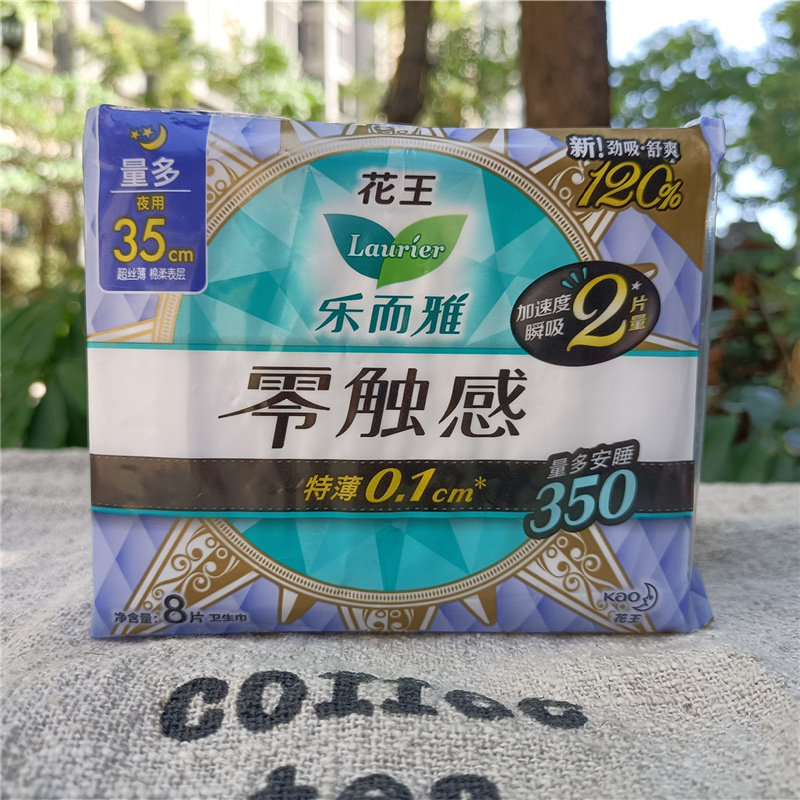 量多
夜用
35cm
超丝薄 棉柔表层
花王
Laurier
乐而雅
新!劲吸·舒爽
120%
加速度
瞬吸
2*片量
零触感
特薄0.1cm*
量多安睡
350
净含量:8片 卫生巾
Kao
花王
COFFee
tea